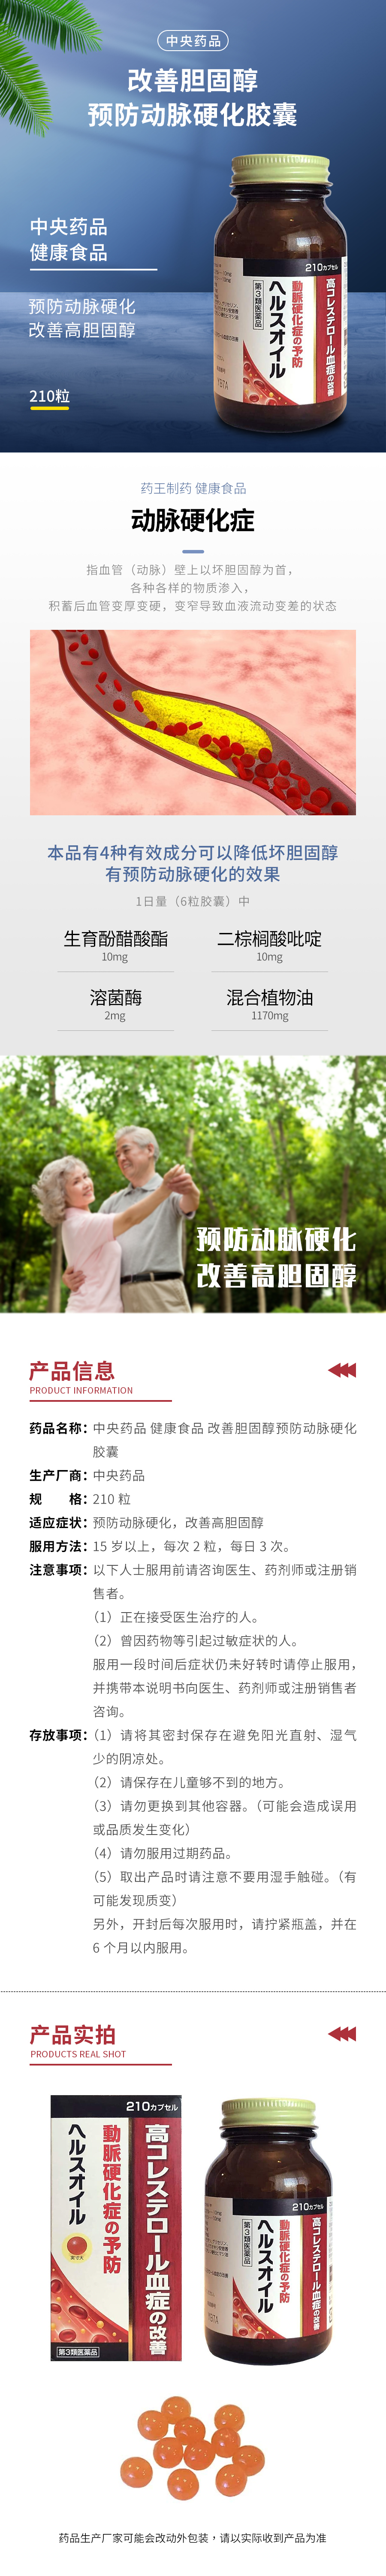 中央药品
改善胆固醇
预防动脉硬化胶囊
中央药品
健康食品
预防动脉硬化
改善高胆固醇
210粒
210カプセル
高コレステロール血症の改善
動脈硬化症の予防
ヘルスオイル
第3類医薬品
药王制药 健康食品
动脉硬化症
指血管（动脉）壁上以坏胆固醇为首，
各种各样的物质渗入，
积蓄后血管变厚变硬，变窄导致血液流动变差的状态
本品有4种有效成分可以降低坏胆固醇
有预防动脉硬化的效果
1日量（6粒胶囊）中
生育酚醋酸酯
10mg
二棕榈酸吡啶
10mg
溶菌酶
2mg
混合植物油
1170mg
预防动脉硬化
改善高胆固醇
产品信息
PRODUCT INFORMATION
药品名称：中央药品 健康食品 改善胆固醇预防动脉硬化
胶囊
生产厂商：中央药品
规　　格：210 粒
适应症状：预防动脉硬化，改善高胆固醇
服用方法：15 岁以上，每次 2 粒，每日 3 次。
注意事项：以下人士服用前请咨询医生、药剂师或注册销
售者。
（1）正在接受医生治疗的人。
（2）曾因药物等引起过敏症状的人。
服用一段时间后症状仍未好转时请停止服用，
并携带本说明书向医生、药剂师或注册销售者
咨询。
存放事项：（1）请将其密封保存在避免阳光直射、湿气
少的阴凉处。
（2）请保存在儿童够不到的地方。
（3）请勿更换到其他容器。（可能会造成误用
或品质发生变化）
（4）请勿服用过期药品。
（5）取出产品时请注意不要用湿手触碰。（有
可能发现质变）
另外，开封后每次服用时，请拧紧瓶盖，并在
6 个月以内服用。
产品实拍
PRODUCTS REAL SHOT
210カプセル
高コレステロール血症の改善
動脈硬化症の予防
ヘルスオイル
実寸大
第3類医薬品
210カプセル
高コレステロール血症の改善
動脈硬化症の予防
ヘルスオイル
第3類医薬品
药品生产厂家可能会改动外包装，请以实际收到产品为准